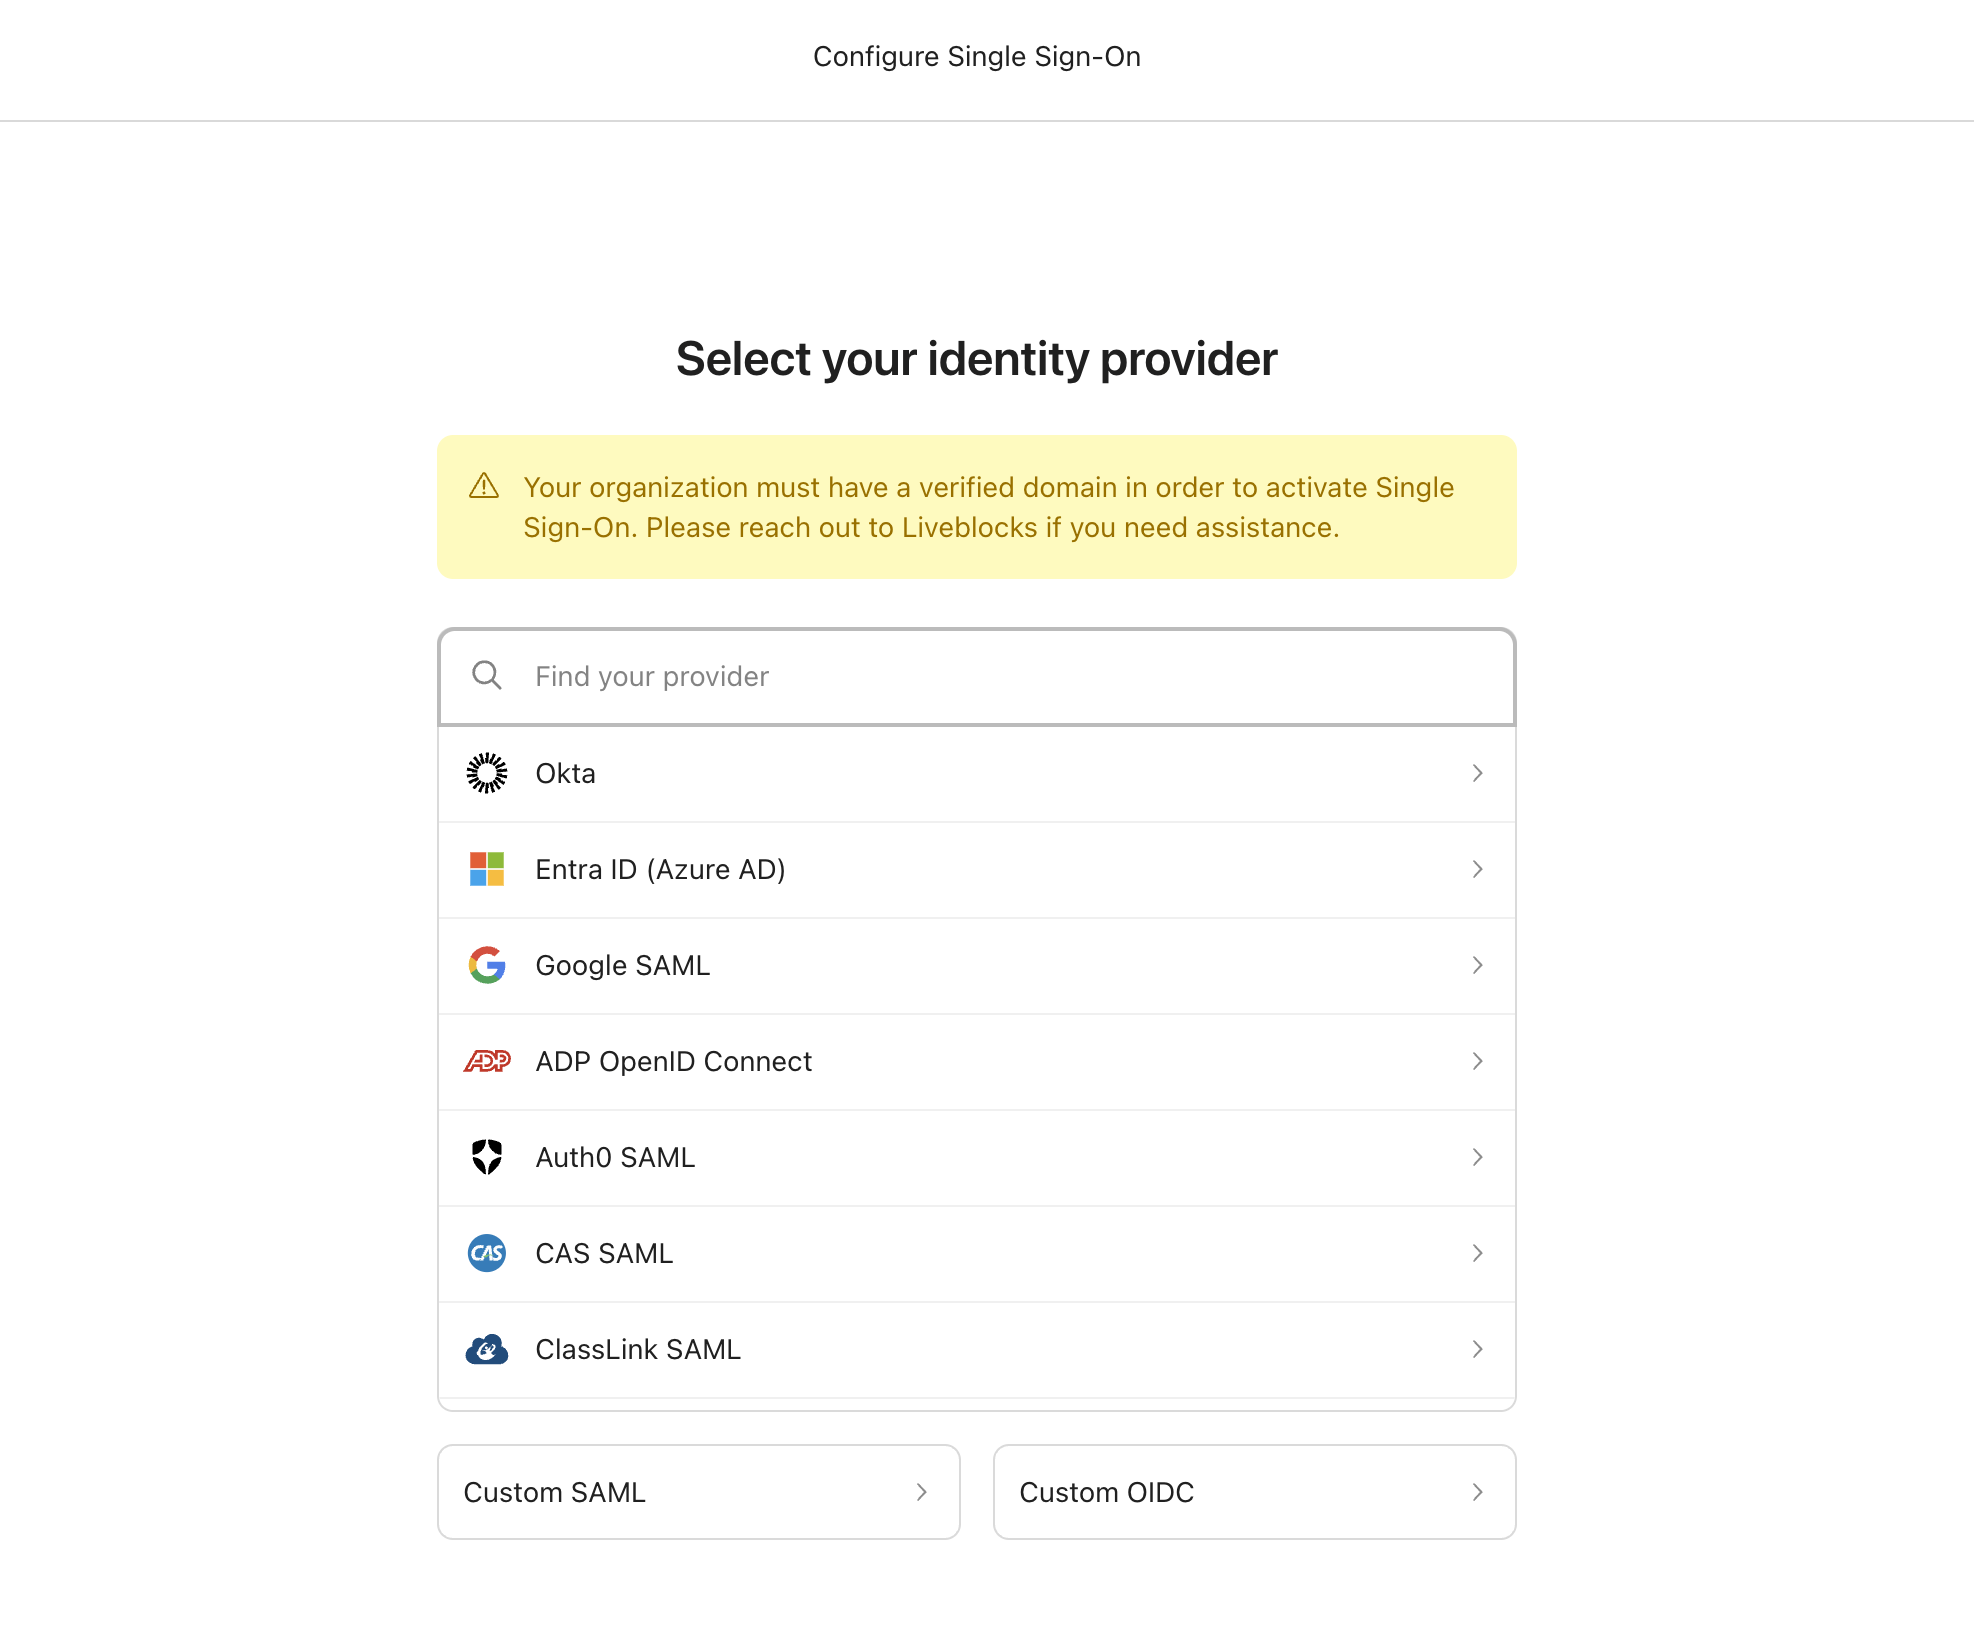 Configure Single Sign-On
Select your identity provider
Your organization must have a verified domain in order to activate Single
Sign-On. Please reach out to Liveblocks if you need assistance.
Find your provider
Okta
Entra ID (Azure AD)
Google SAML
ADP
ADP OpenID Connect
Auth0 SAML
CAS
CAS SAML
ClassLink SAML
Custom SAML
Custom OIDC